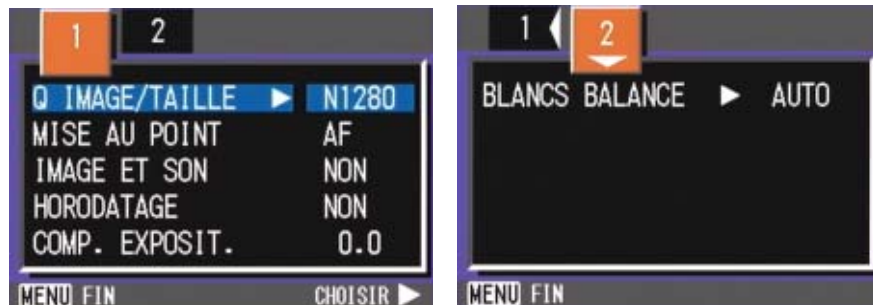 1 2
Q IMAGE/TAILLE ▶ N1280
MISE AU POINT AF
IMAGE ET SON NON
HORODATAGE NON
COMP. EXPOSIT. 0.0
MENU FIN CHOISIR ▶
1 2
BLANCS BALANCE ▶ AUTO
MENU FIN